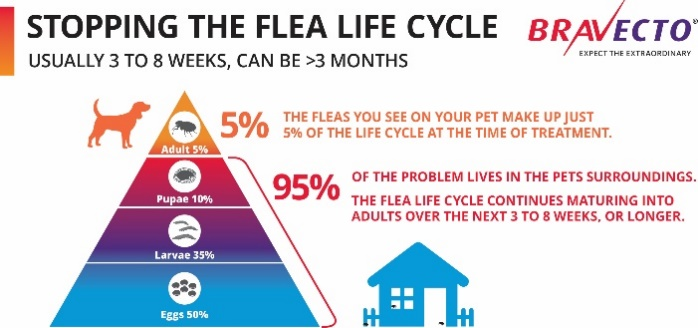 STOPPING THE FLEA LIFE CYCLE
USUALLY 3 TO 8 WEEKS, CAN BE >3 MONTHS
BRAVECTO®
EXPECT THE EXTRAORDINARY
5%
THE FLEAS YOU SEE ON YOUR PET MAKE UP JUST
5% OF THE LIFE CYCLE AT THE TIME OF TREATMENT.
Adult 5%
95%
OF THE PROBLEM LIVES IN THE PETS SURROUNDINGS.
THE FLEA LIFE CYCLE CONTINUES MATURING INTO
ADULTS OVER THE NEXT 3 TO 8 WEEKS, OR LONGER.
Pupae 10%
Larvae 35%
Eggs 50%